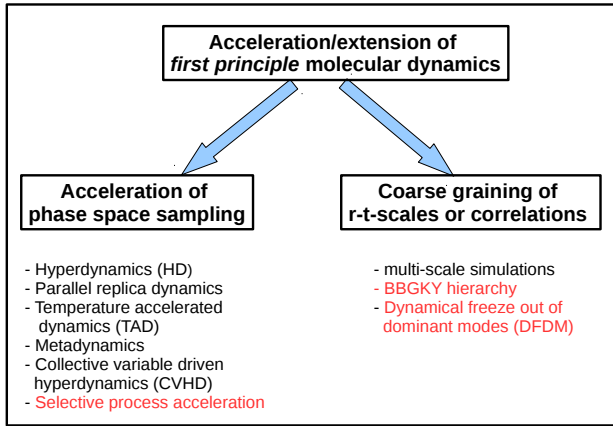 Acceleration/extension of
first principle molecular dynamics
Acceleration of
phase space sampling
- Hyperdynamics (HD)
- Parallel replica dynamics
- Temperature accelerated
dynamics (TAD)
- Metadynamics
- Collective variable driven
hyperdynamics (CVHD)
- Selective process acceleration
Coarse graining of
r-t-scales or correlations
- multi-scale simulations
- BBGKY hierarchy
- Dynamical freeze out of
dominant modes (DFDM)